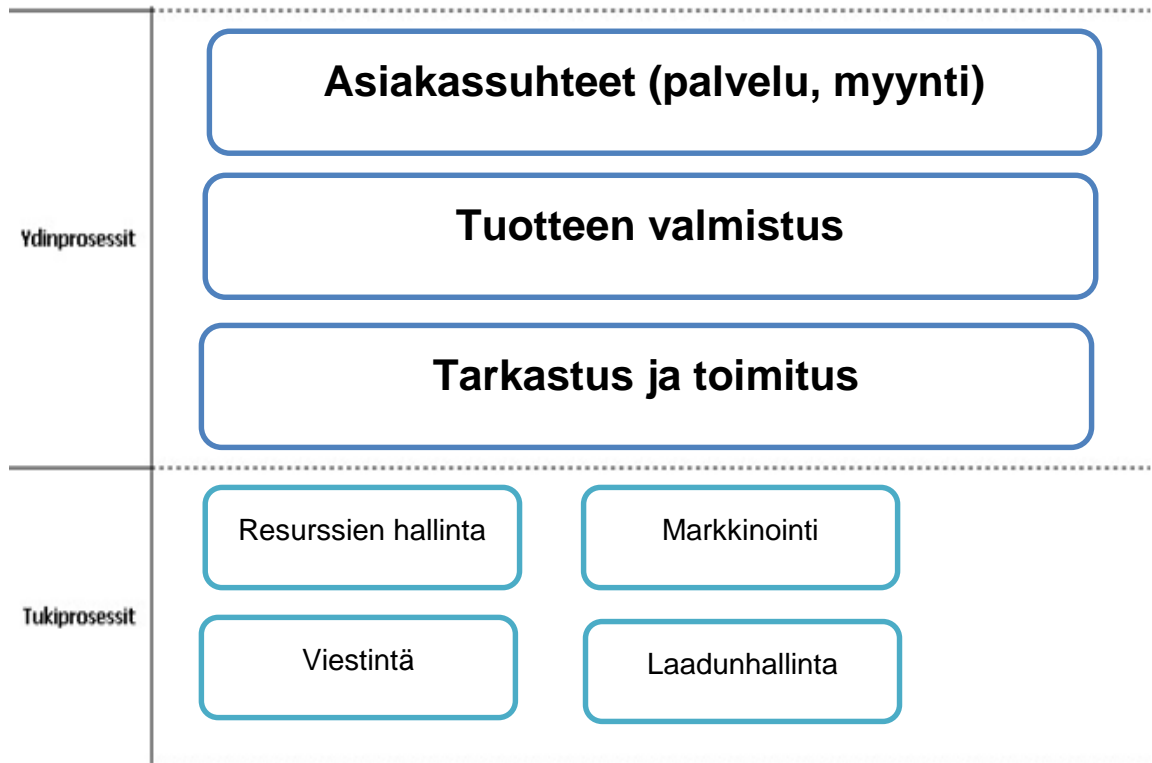 Ydinprosessit
Asiakassuhteet (palvelu, myynti)
Tuotteen valmistus
Tarkastus ja toimitus
Tukiprosessit
Resurssien hallinta
Markkinointi
Viestintä
Laadunhallinta